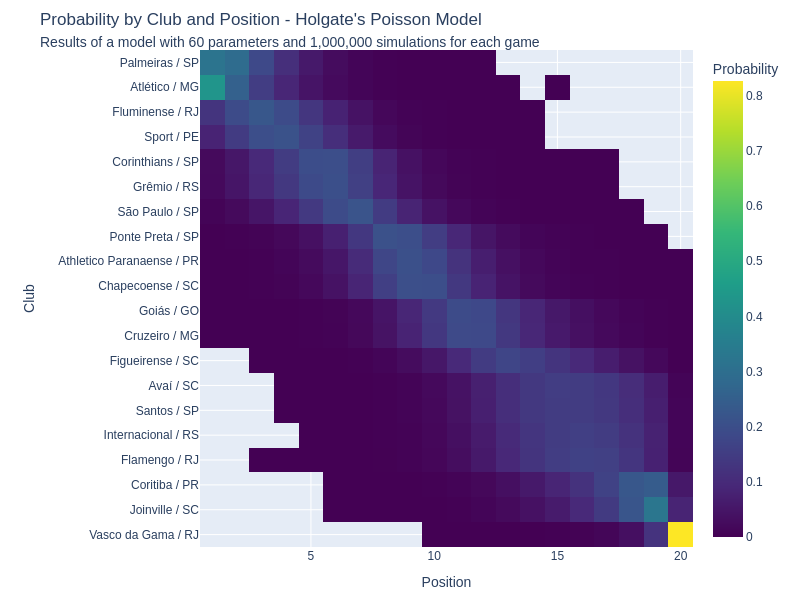 Probability by Club and Position - Holgate's Poisson Model
Results of a model with 60 parameters and 1,000,000 simulations for each game
Probability
Palmeiras / SP
Atlético / MG
Fluminense / RJ
Sport / PE
Corinthians / SP
Grêmio / RS
São Paulo / SP
Ponte Preta / SP
Athletico Paranaense / PR
Chapecoense / SC
Goiás / GO
Cruzeiro / MG
Figueirense / SC
Avaí / SC
Santos / SP
Internacional / RS
Flamengo / RJ
Coritiba / PR
Joinville / SC
Vasco da Gama / RJ
Club
5
10
15
20
Position
0.8
0.7
0.6
0.5
0.4
0.3
0.2
0.1
0